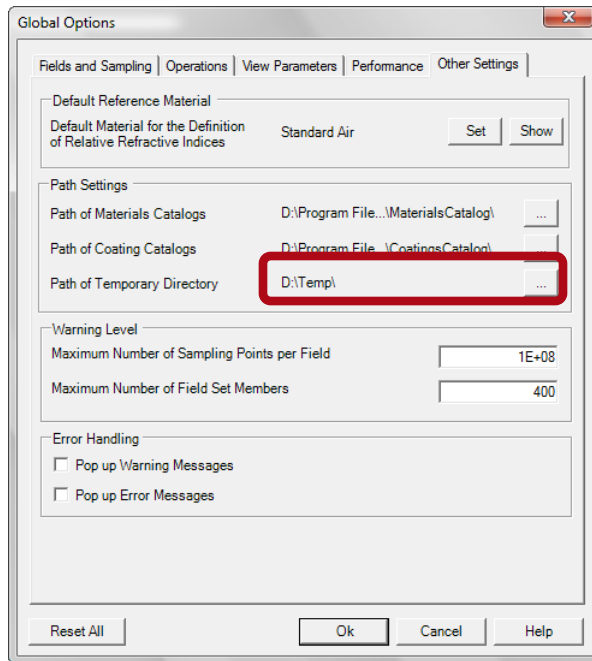 Global Options
Fields and Sampling Operations View Parameters Performance Other Settings
Default Reference Material
Default Material for the Definition
of Relative Refractive Indices
Standard Air
Set
Show
Path Settings
Path of Materials Catalogs
D:\Program File...\MaterialsCatalog\
...
Path of Coating Catalogs
D:\Program File...\CoatingsCatalog\
...
Path of Temporary Directory
D:\Temp\
...
Warning Level
Maximum Number of Sampling Points per Field
1E+08
Maximum Number of Field Set Members
400
Error Handling
Pop up Warning Messages
Pop up Error Messages
Reset All
Ok
Cancel
Help